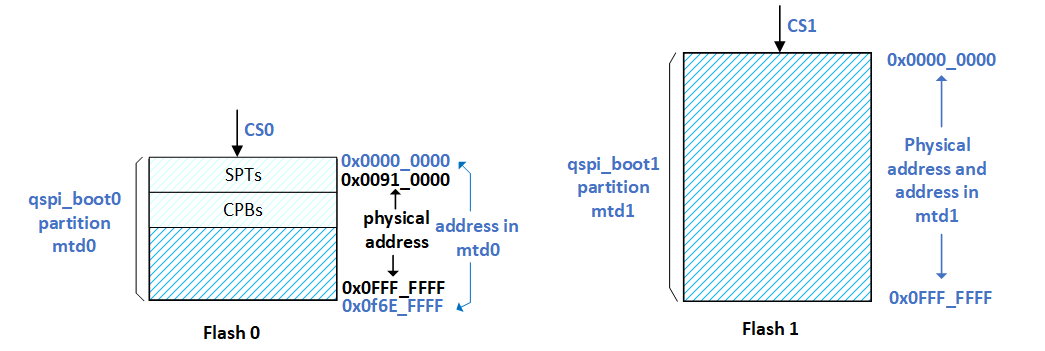 CS0
qspi_boot0
partition
mtd0
SPTs
CPBs
0x0000_0000
0x0091_0000
physical
address
address in
mtd0
0x0FFF_FFFF
0x0f6E_FFFF
Flash 0
CS1
qspi_boot1
partition
mtd1
0x0000_0000
Physical
address and
address in
mtd1
0x0FFF_FFFF
Flash 1